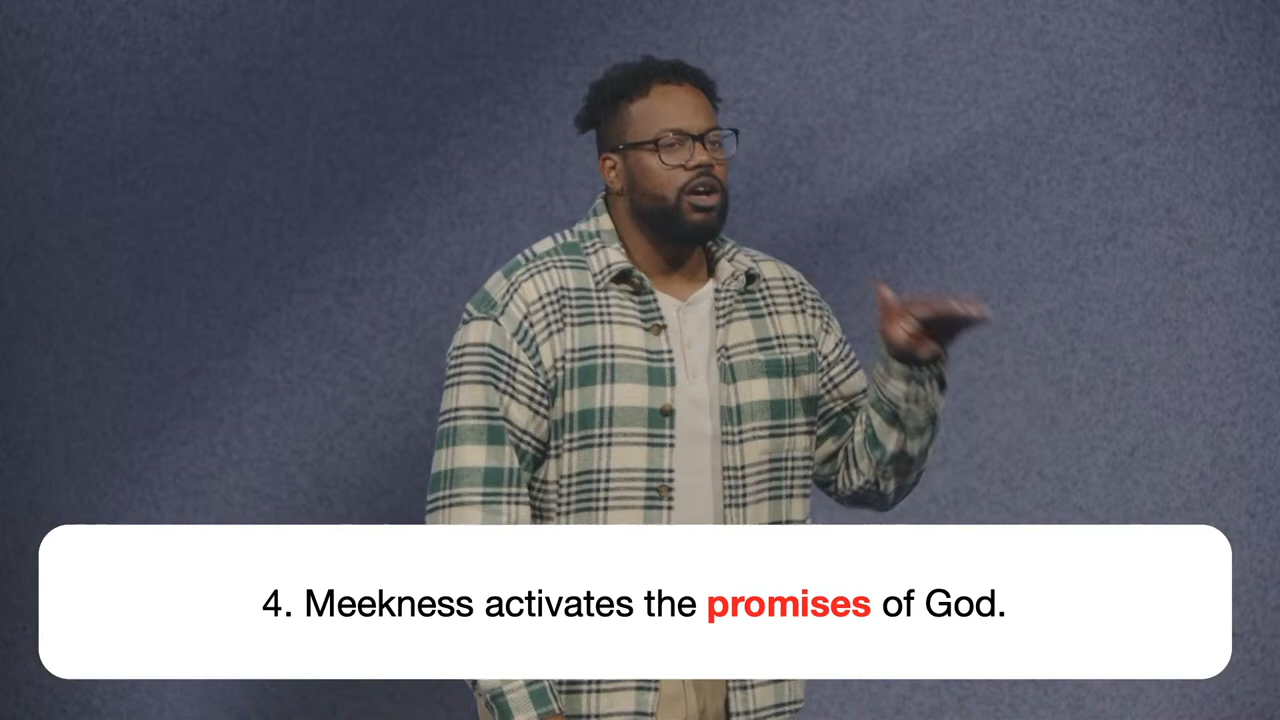 4. Meekness activates the promises of God.